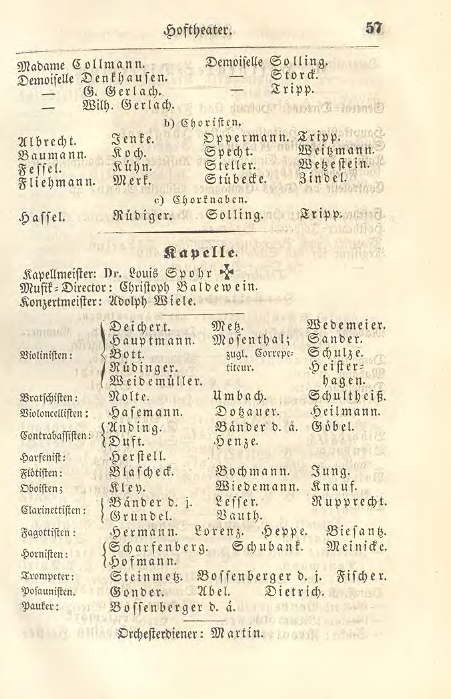 Hoftheater. 57
Madame Collmann. Demoiselle Solling.
Demoiselle Denkhausen. — Storck.
— G. Gerlach. — Tripp.
— Wilh. Gerlach.
b) Choristen.
Albrecht. Jenke. Oppermann. Tripp.
Baumann. Koch. Specht. Weitzmann.
Fessel. Kühn. Steller. Wetzestein.
Fliehmann. Merk. Stübecke. Zindel.
c) Chorknaben.
Hassel. Rüdiger. Solling. Tripp.
Kapelle.
Kapellmeister: Dr. Louis Spohr ✠
Musik-Director: Christoph Baldewein.
Konzertmeister: Adolph Wiele.
Deichert. Metz. Wedemeier.
Hauptmann. Mosenthal; Sander.
Violinisten: Bott. zugl. Correpe- Schulze.
Rüdinger. titeur. Heister-
Weidemüller. hagen.
Bratschisten: Nolte. Umbach. Schultheiß.
Violoncellisten: Hasemann. Dotzauer. Heilmann.
Contrabassisten: Anding. Bänder d. ä. Göbel.
Duft. Henze.
Harfenist: Herstell.
Flötisten: Blascheck. Bochmann. Jung.
Oboisten: Kley. Wiedemann. Knauf.
Clarinettisten: Bänder d. j. Lesser. Rupprecht.
Grundel. Vauth.
Fagottisten: Hermann. Lorenz. Heppe. Biesantz.
Hornisten: Scharfenberg. Schubank. Meinicke.
Hofmann.
Trompeter: Steinmetz. Bossenberger d. j. Fischer.
Posaunisten. Gonder. Abel. Dietrich.
Pauker: Bossenberger d. ä.
Orchesterdiener: Martin.